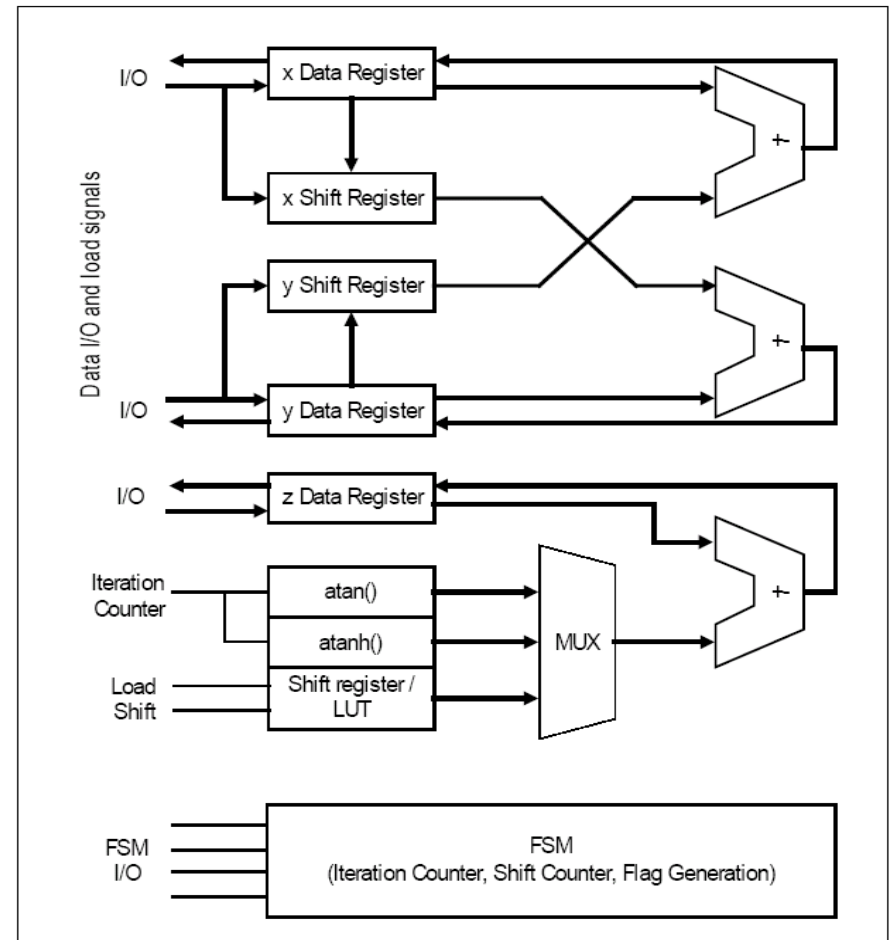 I/O
x Data Register
x Shift Register
y Shift Register
Data I/O and load signals
I/O
y Data Register
I/O
z Data Register
Iteration
Counter
atan()
atanh()
MUX
Load
Shift
Shift register /
LUT
FSM
I/O
FSM
(Iteration Counter, Shift Counter, Flag Generation)